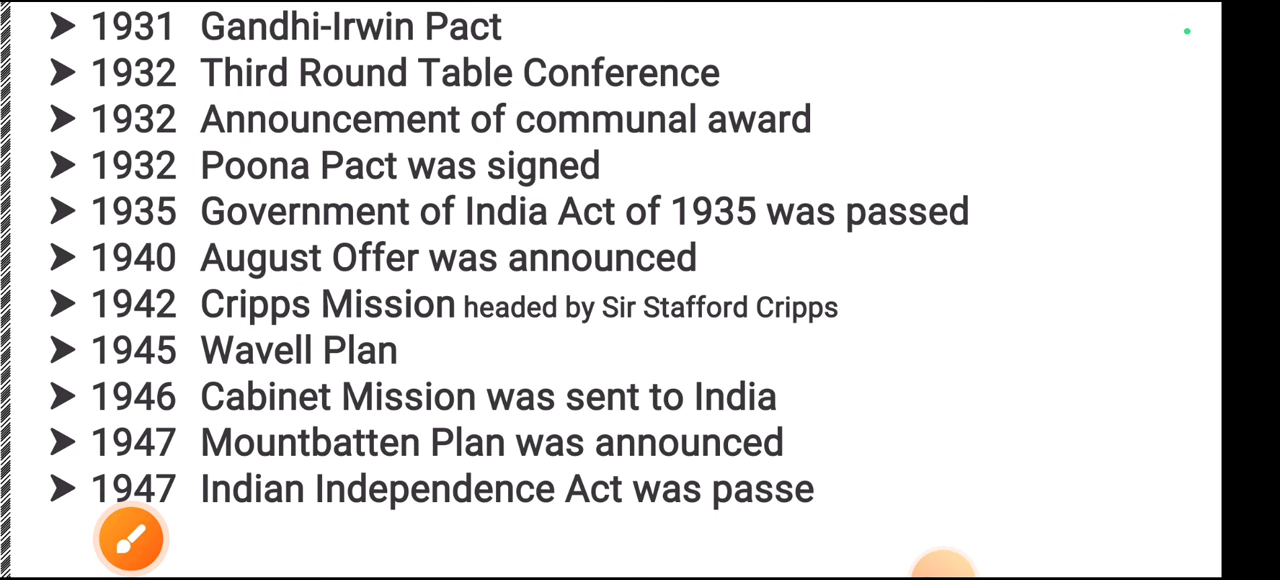 ➤ 1931 Gandhi-Irwin Pact
➤ 1932 Third Round Table Conference
➤ 1932 Announcement of communal award
➤ 1932 Poona Pact was signed
➤ 1935 Government of India Act of 1935 was passed
➤ 1940 August Offer was announced
➤ 1942 Cripps Mission headed by Sir Stafford Cripps
➤ 1945 Wavell Plan
➤ 1946 Cabinet Mission was sent to India
➤ 1947 Mountbatten Plan was announced
➤ 1947 Indian Independence Act was passe